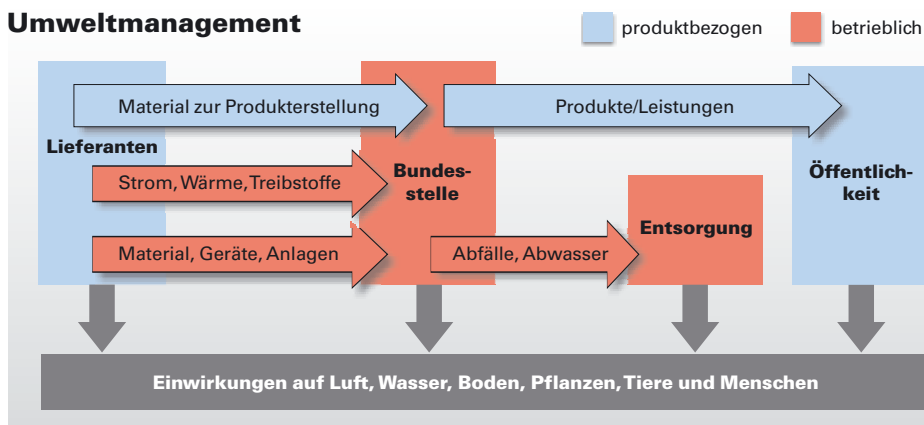 Umweltmanagement
produktbezogen
betrieblich
Material zur Produkterstellung
Produkte/Leistungen
Lieferanten
Strom, Wärme, Treibstoffe
Bundes-
stelle
Öffentlich-
keit
Entsorgung
Material, Geräte, Anlagen
Abfälle, Abwasser
Einwirkungen auf Luft, Wasser, Boden, Pflanzen, Tiere und Menschen